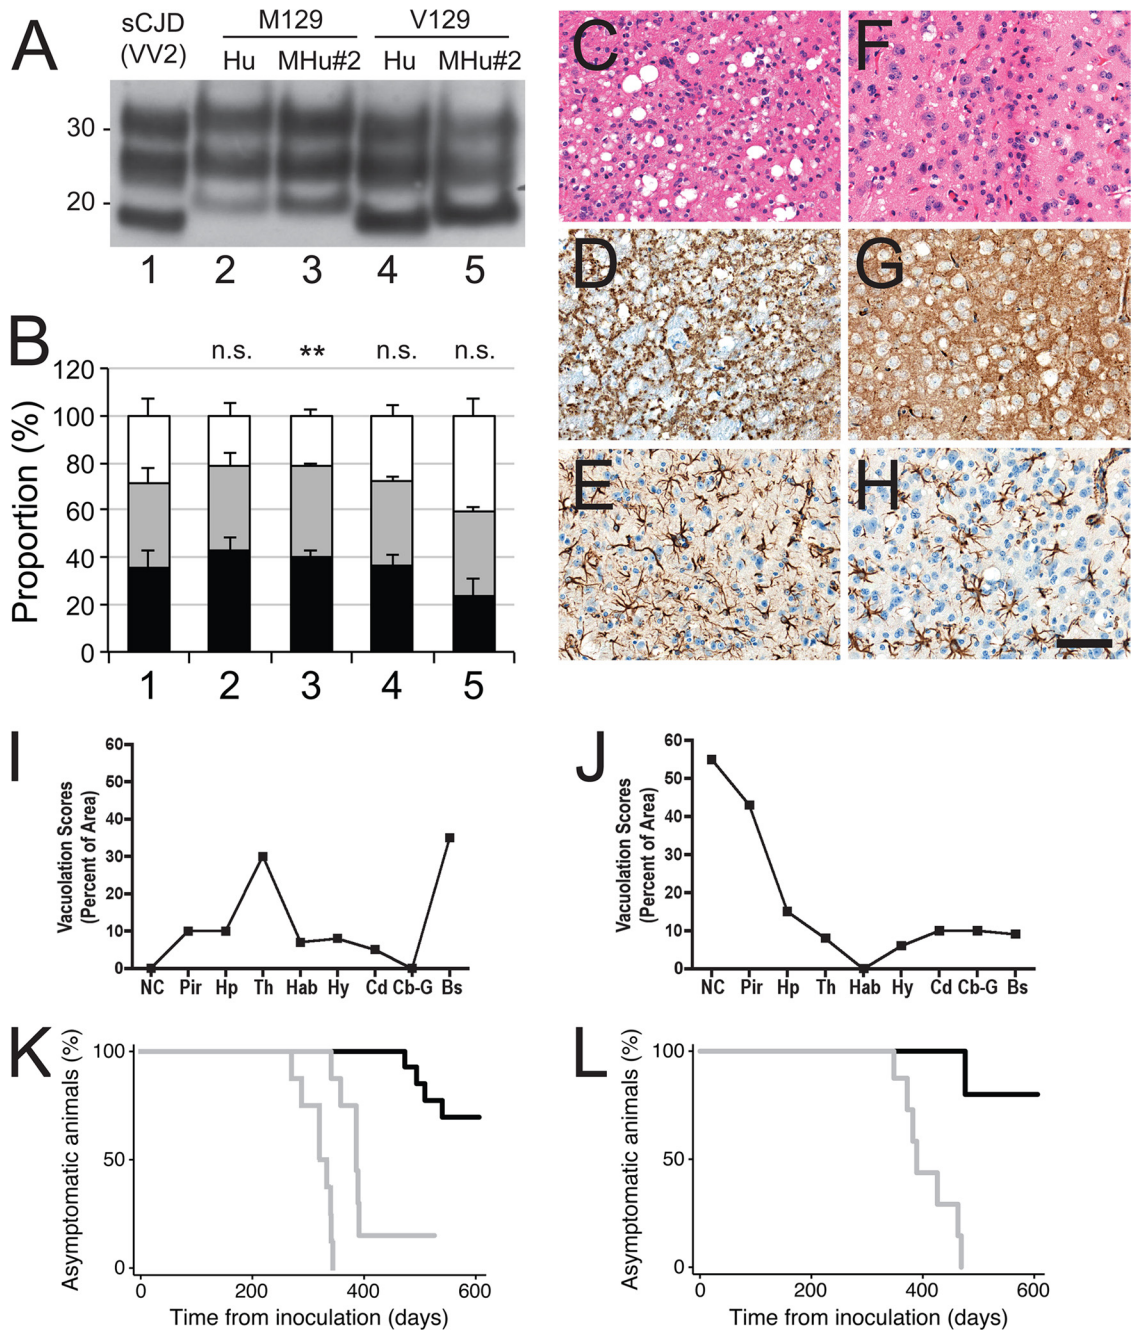 A
sCJD
(VV2)
M129
V129
Hu
MHu#2
Hu
MHu#2
30
20
1
2
3
4
5
B
n.s.
**
n.s.
n.s.
Proportion (%)
120
100
80
60
40
20
0
1
2
3
4
5
C
F
D
G
E
H
I
Vacuolation Scores
(Percent of Area)
60
50
40
30
20
10
0
NC Pir Hp Th Hab Hy Cd Cb-G Bs
J
Vacuolation Scores
(Percent of Area)
60
50
40
30
20
10
0
NC Pir Hp Th Hab Hy Cd Cb-G Bs
K
Asymptomatic animals (%)
100
50
0
0 200 400 600
Time from inoculation (days)
L
Asymptomatic animals (%)
100
50
0
0 200 400 600
Time from inoculation (days)